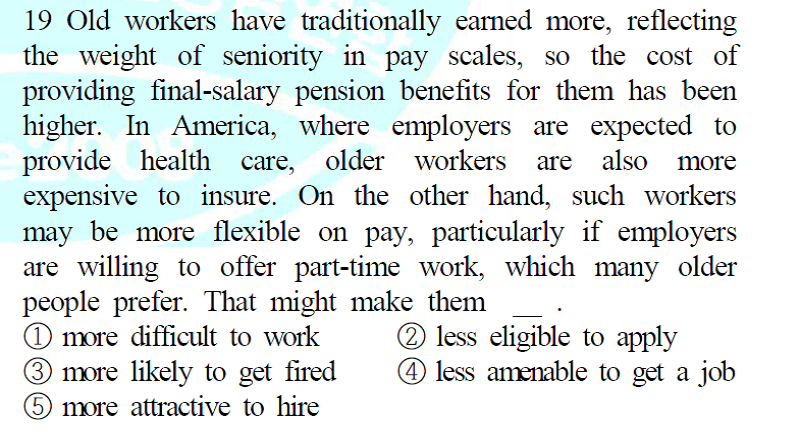 19 Old workers have traditionally earned more, reflecting
the weight of seniority in pay scales, so the cost of
providing final-salary pension benefits for them has been
higher. In America, where employers are expected to
provide health care, older workers are also more
expensive to insure. On the other hand, such workers
may be more flexible on pay, particularly if employers
are willing to offer part-time work, which many older
people prefer. That might make them __ .
① more difficult to work ② less eligible to apply
③ more likely to get fired ④ less amenable to get a job
⑤ more attractive to hire